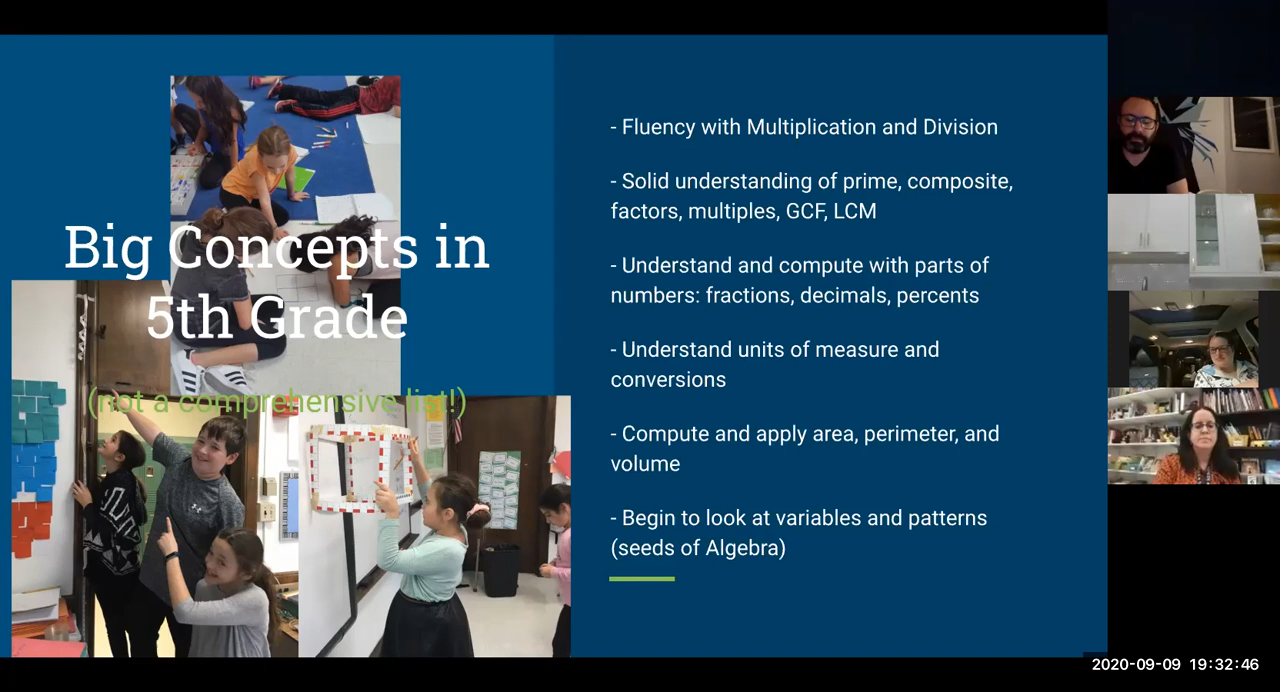 Big Concepts in
5th Grade
(not a comprehensive list!)
- Fluency with Multiplication and Division
- Solid understanding of prime, composite,
factors, multiples, GCF, LCM
- Understand and compute with parts of
numbers: fractions, decimals, percents
- Understand units of measure and
conversions
- Compute and apply area, perimeter, and
volume
- Begin to look at variables and patterns
(seeds of Algebra)
2020-09-09 19:32:46